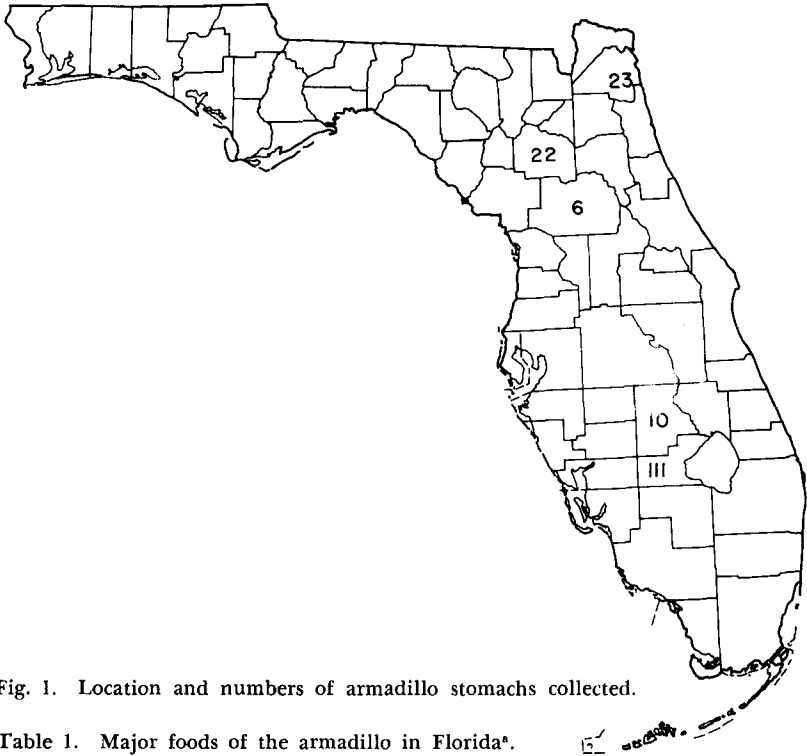 23
22
6
10
111
Fig. 1. Location and numbers of armadillo stomachs collected.
Table 1. Major foods of the armadillo in Floridaᵃ.